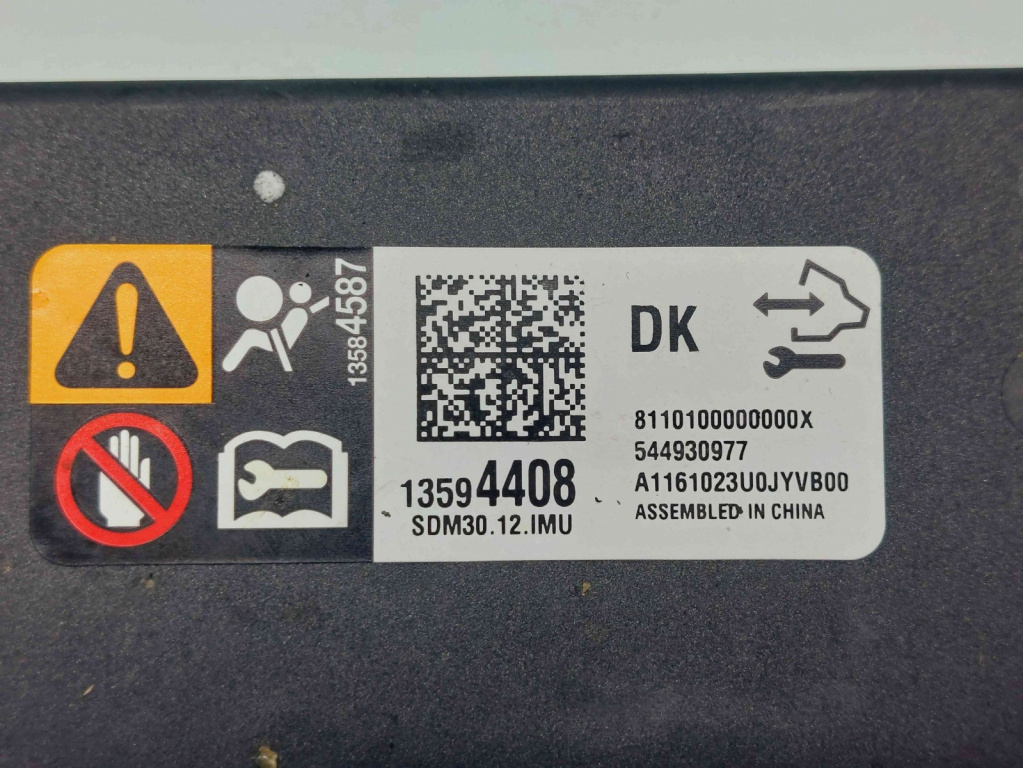 13584587
DK
13594408
SDM30.12.IMU
8110100000000X
544930977
A1161023U0JYVB00
ASSEMBLED IN CHINA